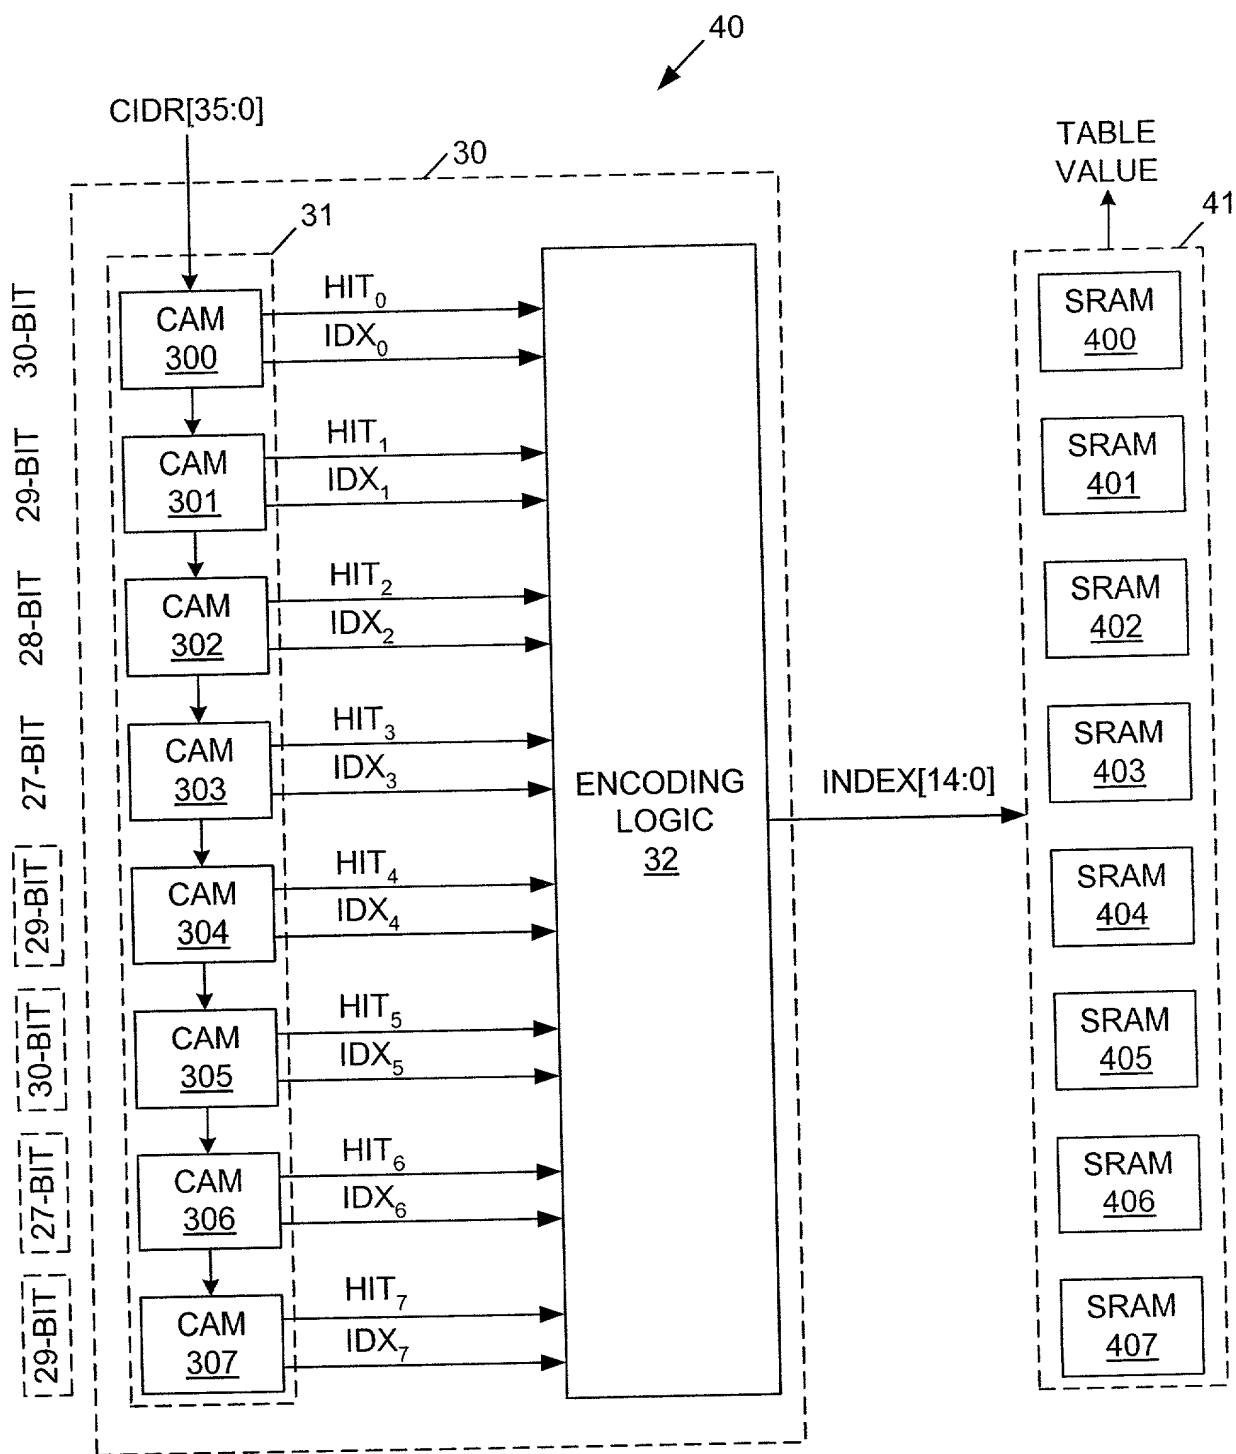 40
CIDR[35:0]
30
31
TABLE
VALUE
41
30-BIT
CAM
300
HIT0
IDX0
SRAM
400
29-BIT
CAM
301
HIT1
IDX1
SRAM
401
28-BIT
CAM
302
HIT2
IDX2
SRAM
402
27-BIT
CAM
303
HIT3
IDX3
ENCODING
LOGIC
32
INDEX[14:0]
SRAM
403
29-BIT
CAM
304
HIT4
IDX4
SRAM
404
30-BIT
CAM
305
HIT5
IDX5
SRAM
405
27-BIT
CAM
306
HIT6
IDX6
SRAM
406
29-BIT
CAM
307
HIT7
IDX7
SRAM
407